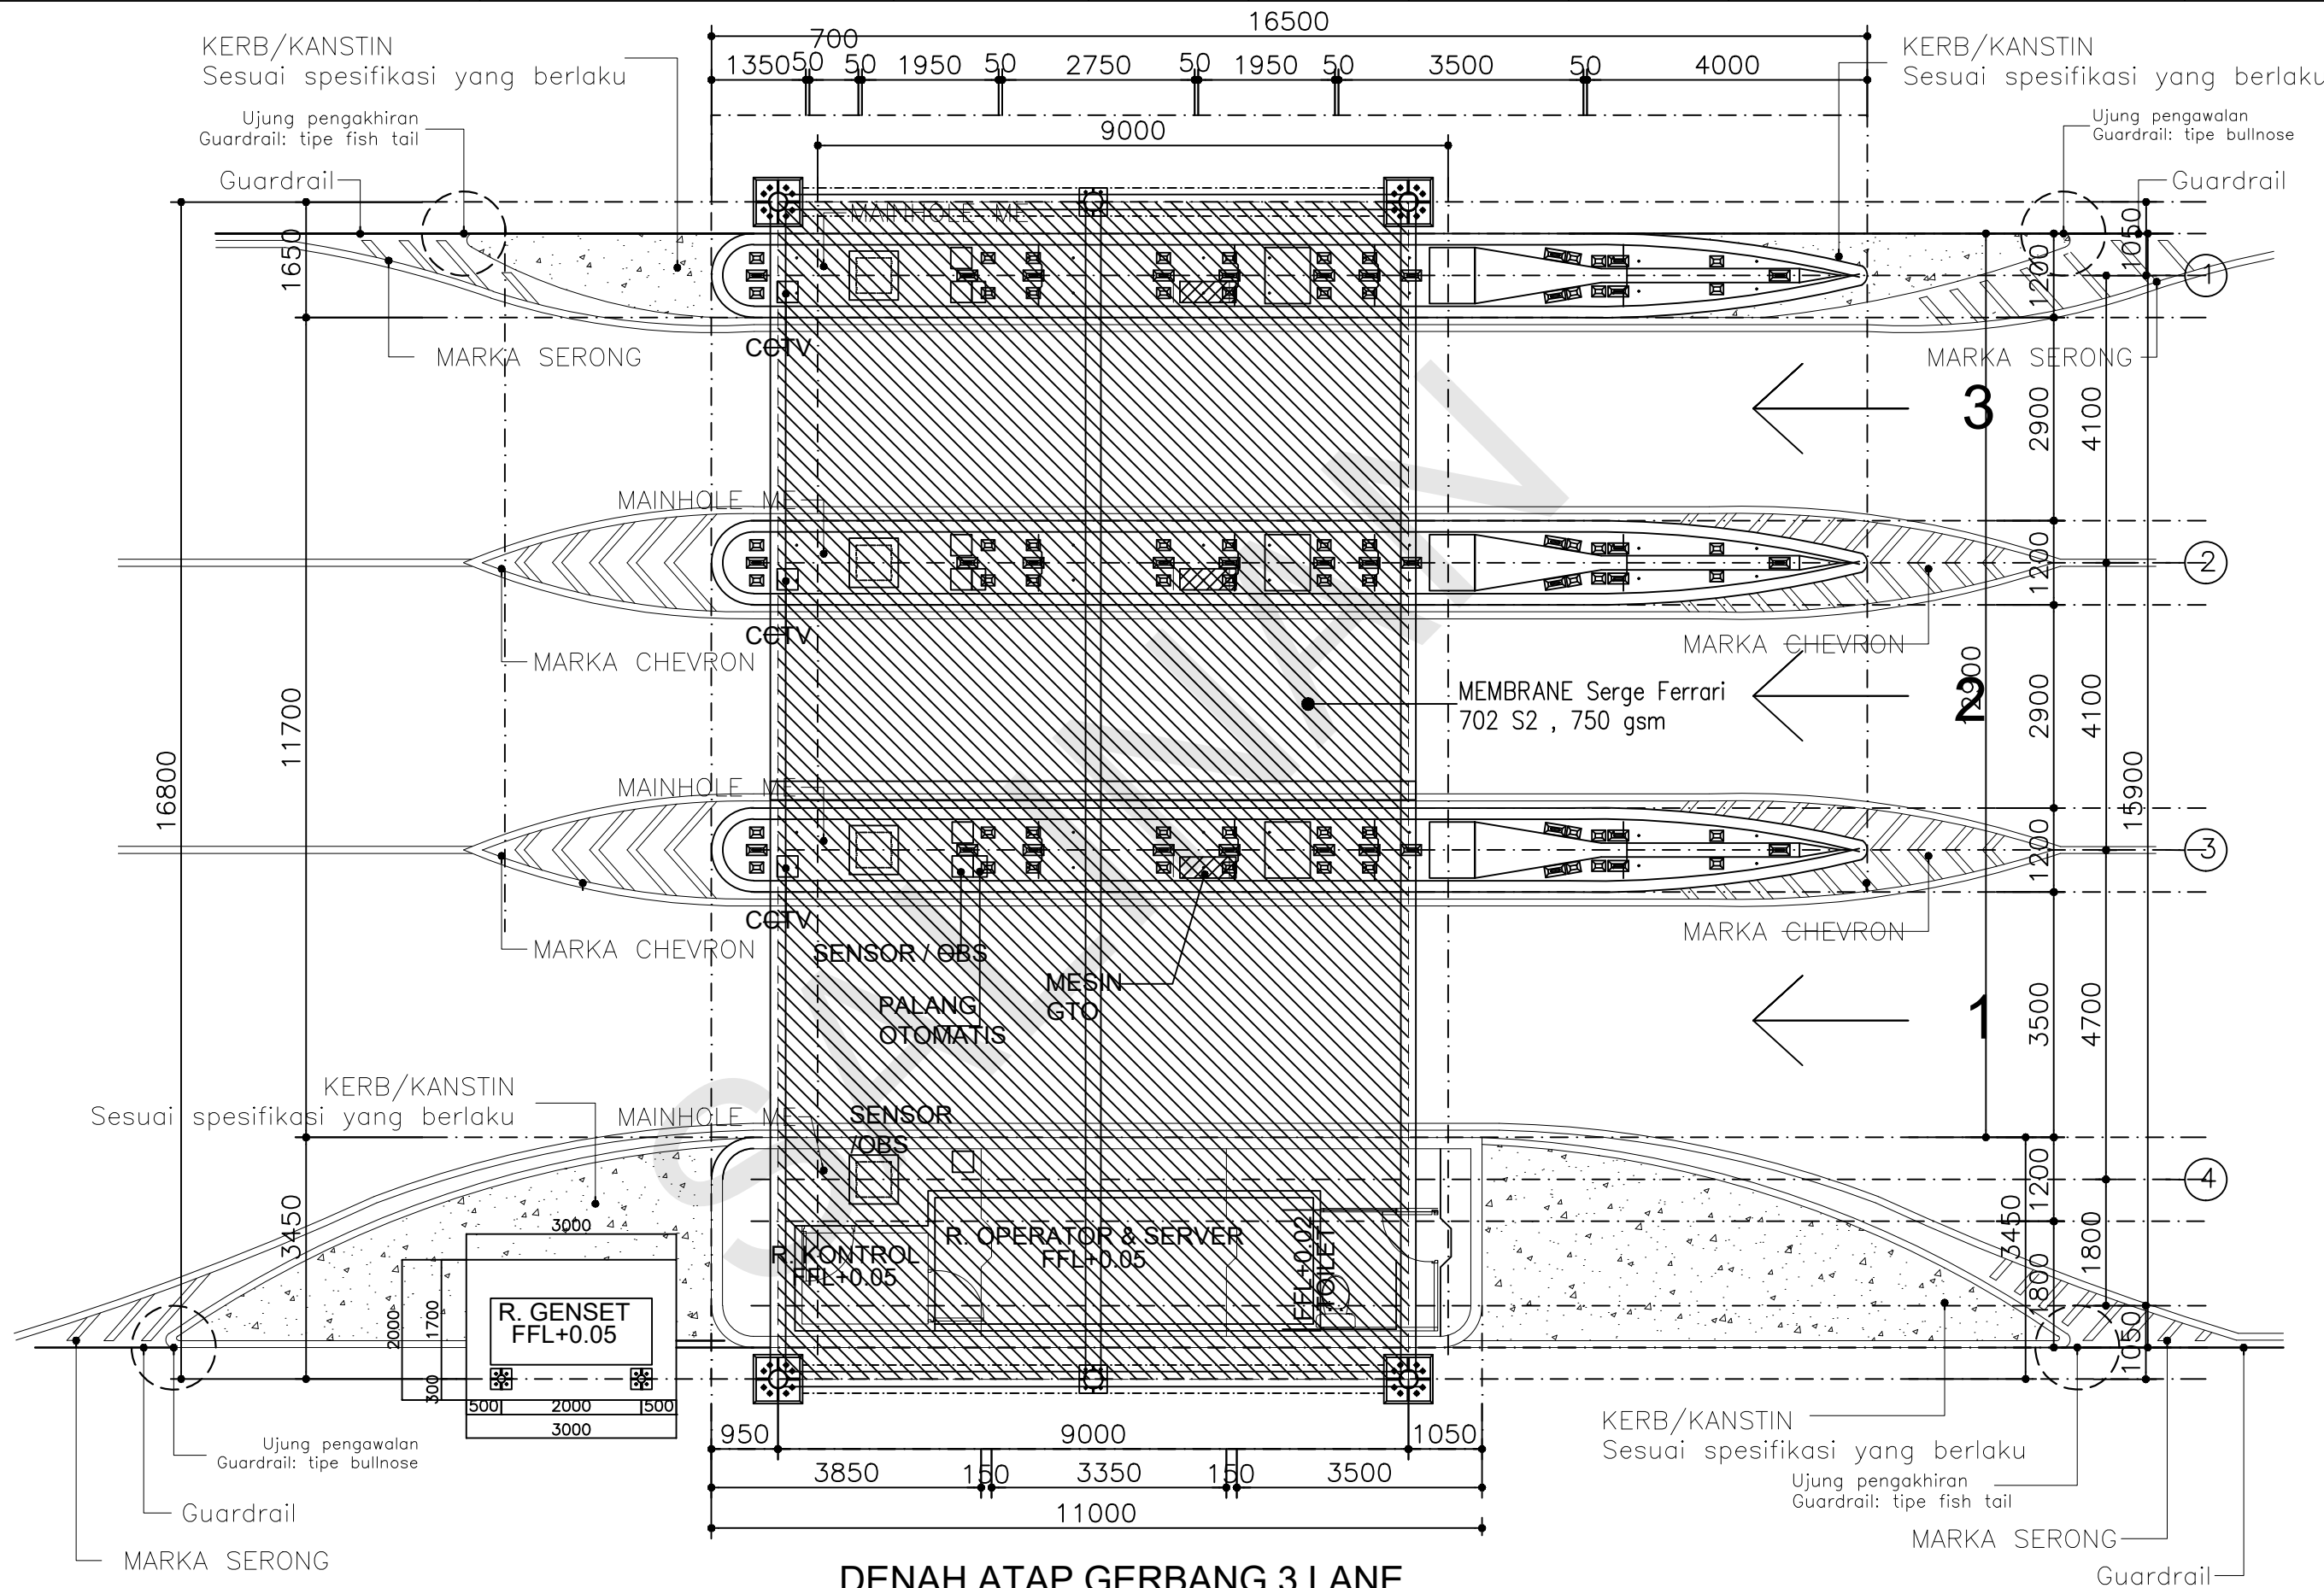 16500
KERB/KANSTIN
Sesuai spesifikasi yang berlaku
700
1350 50 50 1950 50 2750 50 1950 50 3500 50 4000
KERB/KANSTIN
Sesuai spesifikasi yang berlaku
Ujung pengakhiran
Guardrail: tipe fish tail
9000
Ujung pengawalan
Guardrail: tipe bullnose
Guardrail
Guardrail
MAINHOLE ME
1650
1200
1050
1
CCTV
MARKA SERONG
MARKA SERONG
3
2900
4100
MAINHOLE ME
1200
2
CCTV
MARKA CHEVRON
MARKA CHEVRON
MEMBRANE Serge Ferrari
702 S2 , 750 gsm
2
12900
2900
4100
11700
16800
15900
MAINHOLE ME
1200
3
CCTV
MARKA CHEVRON
MARKA CHEVRON
SENSOR / OBS
MESIN
GTO
PALANG
OTOMATIS
1
3500
4700
KERB/KANSTIN
Sesuai spesifikasi yang berlaku
MAINHOLE ME
SENSOR
/OBS
1200
4
3450
3450
1800
1800
1050
R. KONTROL
FFL+0.05
R. OPERATOR & SERVER
FFL+0.05
FFL+0.02
TOILET
3000
R. GENSET
FFL+0.05
2000
1700
300
500 2000 500
3000
Ujung pengawalan
Guardrail: tipe bullnose
Guardrail
MARKA SERONG
950 9000 1050
3850 150 3350 150 3500
11000
KERB/KANSTIN
Sesuai spesifikasi yang berlaku
Ujung pengakhiran
Guardrail: tipe fish tail
MARKA SERONG
Guardrail
DENAH ATAP GERBANG 3 LANE